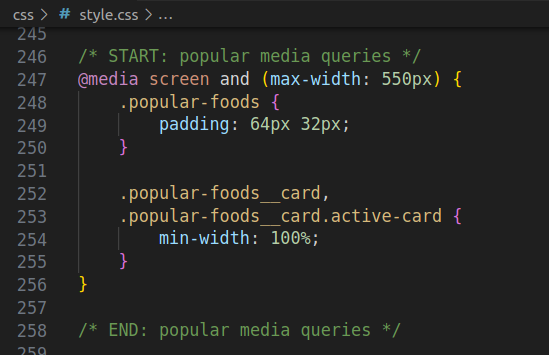 css > # style.css > ...
245
246 /* START: popular media queries */
247 @media screen and (max-width: 550px) {
248 .popular-foods {
249 padding: 64px 32px;
250 }
251
252 .popular-foods__card,
253 .popular-foods__card.active-card {
254 min-width: 100%;
255 }
256 }
257
258 /* END: popular media queries */
259